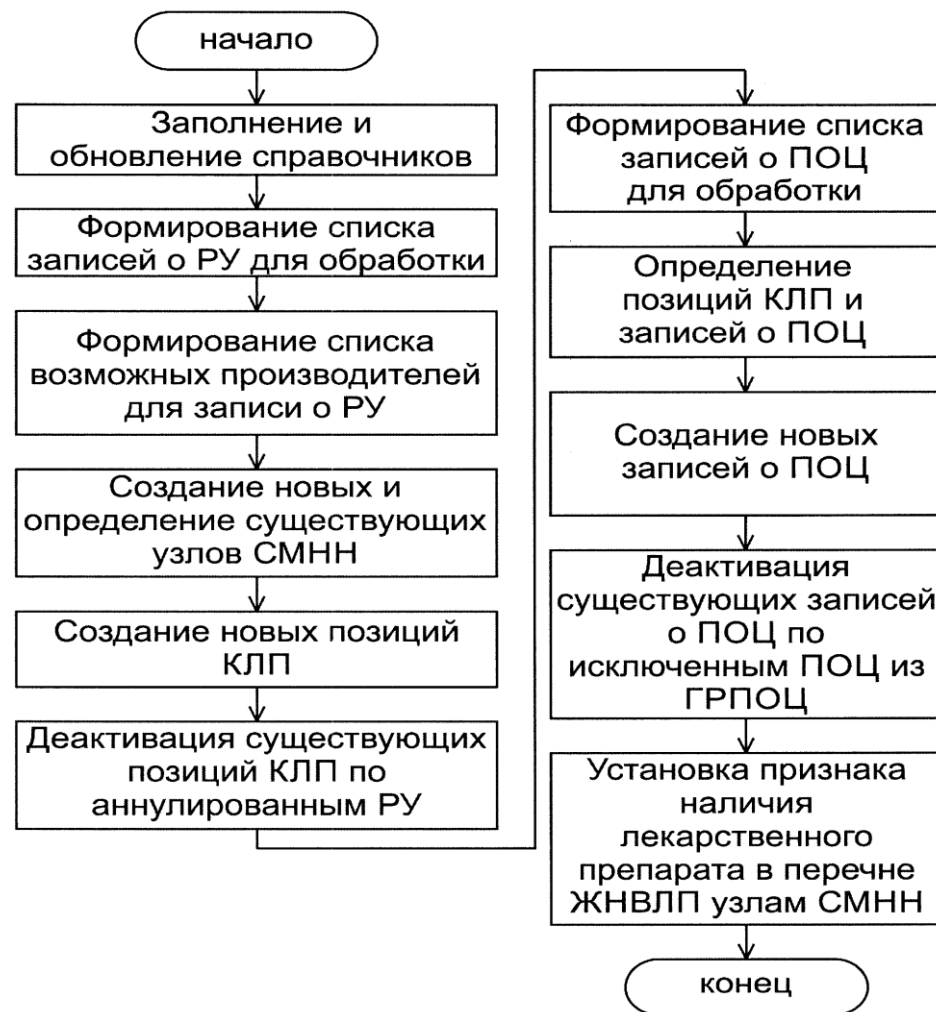 начало
Заполнение и
обновление справочников
Формирование списка
записей о РУ для обработки
Формирование списка
возможных производителей
для записи о РУ
Создание новых и
определение существующих
узлов СМНН
Создание новых позиций
КЛП
Деактивация существующих
позиций КЛП по
аннулированным РУ
Формирование списка
записей о ПОЦ
для обработки
Определение
позиций КЛП и
записей о ПОЦ
Создание новых
записей о ПОЦ
Деактивация
существующих записей
о ПОЦ по
исключенным ПОЦ из
ГРПОЦ
Установка признака
наличия
лекарственного
препарата в перечне
ЖНВЛП узлам СМНН
конец